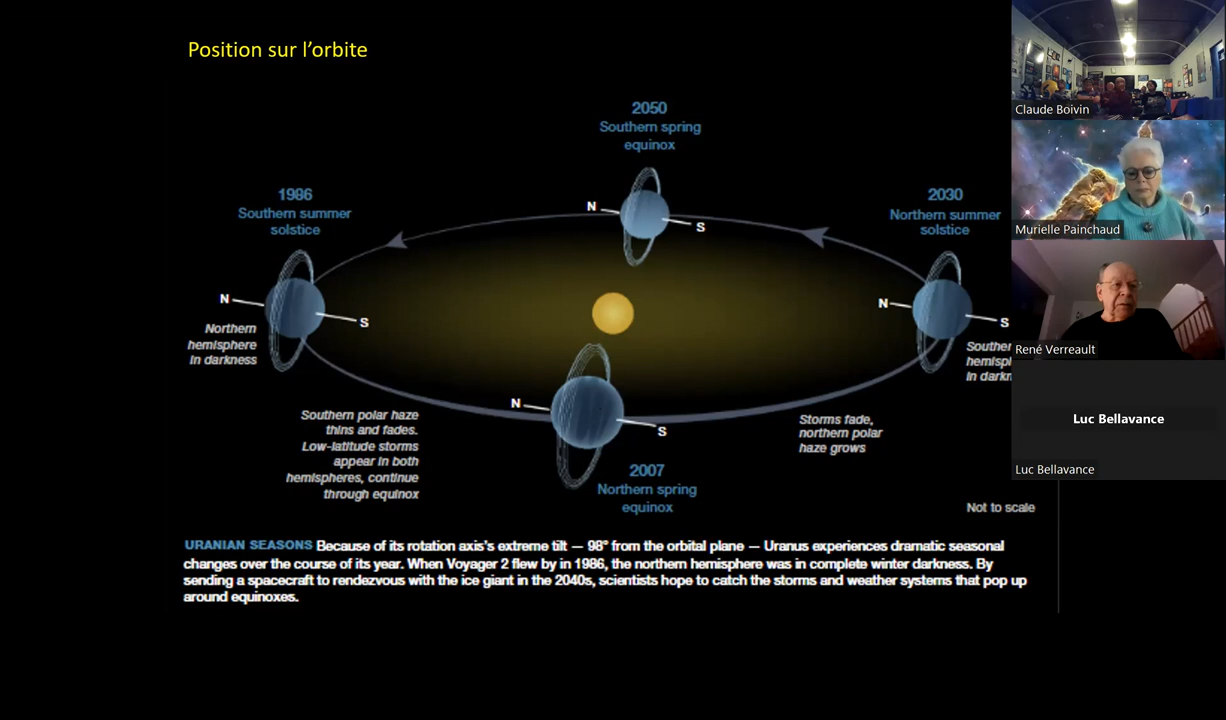 Position sur l'orbite
2050
Southern spring
equinox
1986
Southern summer
solstice
2030
Northern summer
solstice
N
S
N
S
N
S
N
S
Northern
hemisphere
in darkness
Southern polar haze
thins and fades.
Low-latitude storms
appear in both
hemispheres, continue
through equinox
2007
Northern spring
equinox
Storms fade,
northern polar
haze grows
Not to scale
URANIAN SEASONS Because of its rotation axis's extreme tilt — 98° from the orbital plane — Uranus experiences dramatic seasonal
changes over the course of its year. When Voyager 2 flew by in 1986, the northern hemisphere was in complete winter darkness. By
sending a spacecraft to rendezvous with the ice giant in the 2040s, scientists hope to catch the storms and weather systems that pop up
around equinoxes.
Claude Boivin
Murielle Painchaud
René Verreault
Luc Bellavance
Luc Bellavance